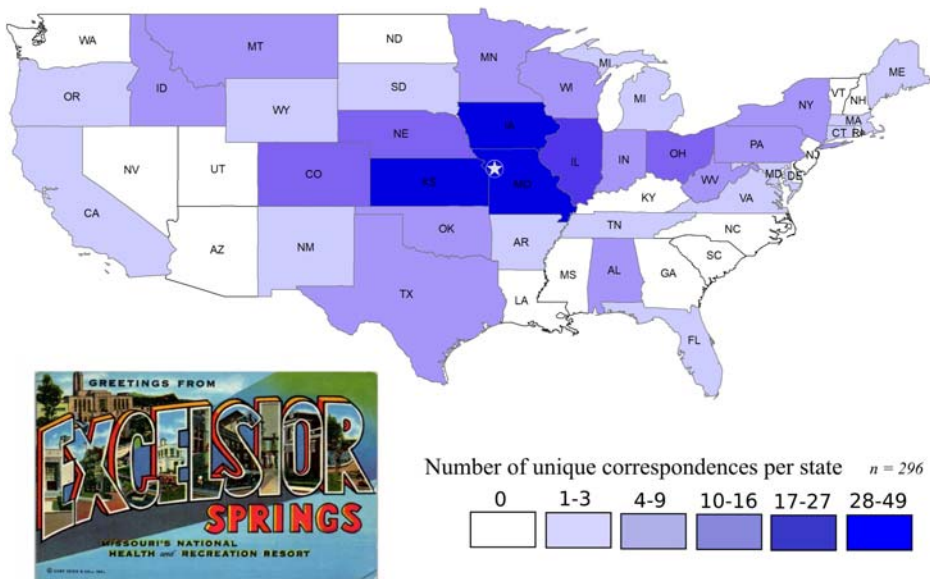 WA
MT
ND
MN
MI
ME
OR
ID
SD
WI
MI
VT
NH
NY
MA
CT RI
WY
NE
IA
PA
NJ
NV
UT
CO
KS
MO
IL
IN
OH
MD
DE
WV
VA
CA
KY
AZ
NM
OK
AR
TN
NC
SC
TX
LA
MS
AL
GA
FL
GREETINGS FROM
EXCELSIOR
SPRINGS
MISSOURI'S NATIONAL
HEALTH and RECREATION RESORT
Number of unique correspondences per state n = 296
0 1-3 4-9 10-16 17-27 28-49